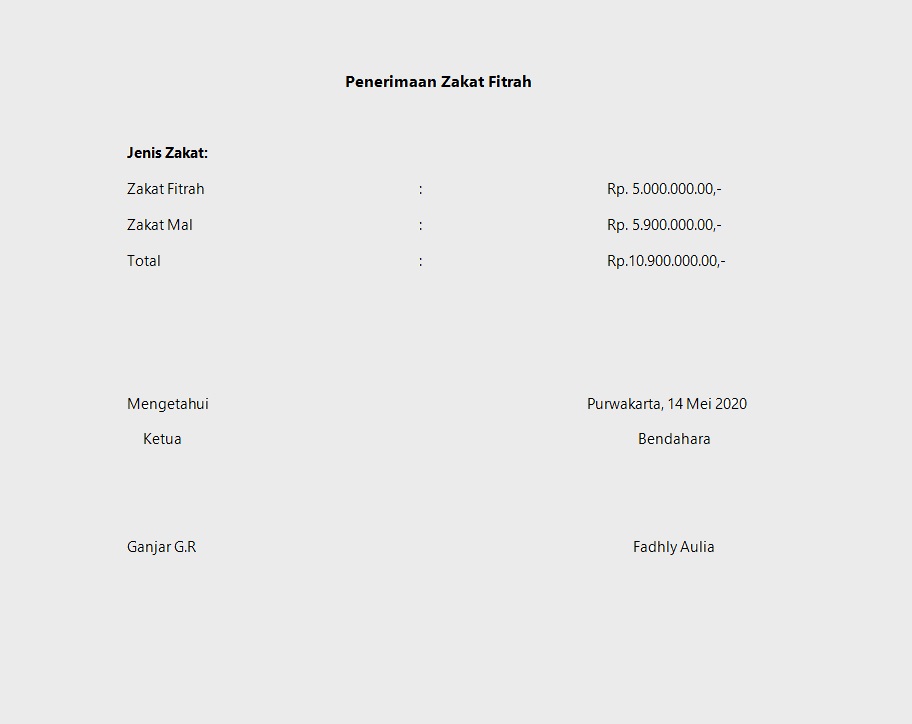 Penerimaan Zakat Fitrah
Jenis Zakat:
Zakat Fitrah : Rp. 5.000.000.00,-
Zakat Mal : Rp. 5.900.000.00,-
Total : Rp.10.900.000.00,-
Mengetahui Purwakarta, 14 Mei 2020
Ketua Bendahara
Ganjar G.R Fadhly Aulia